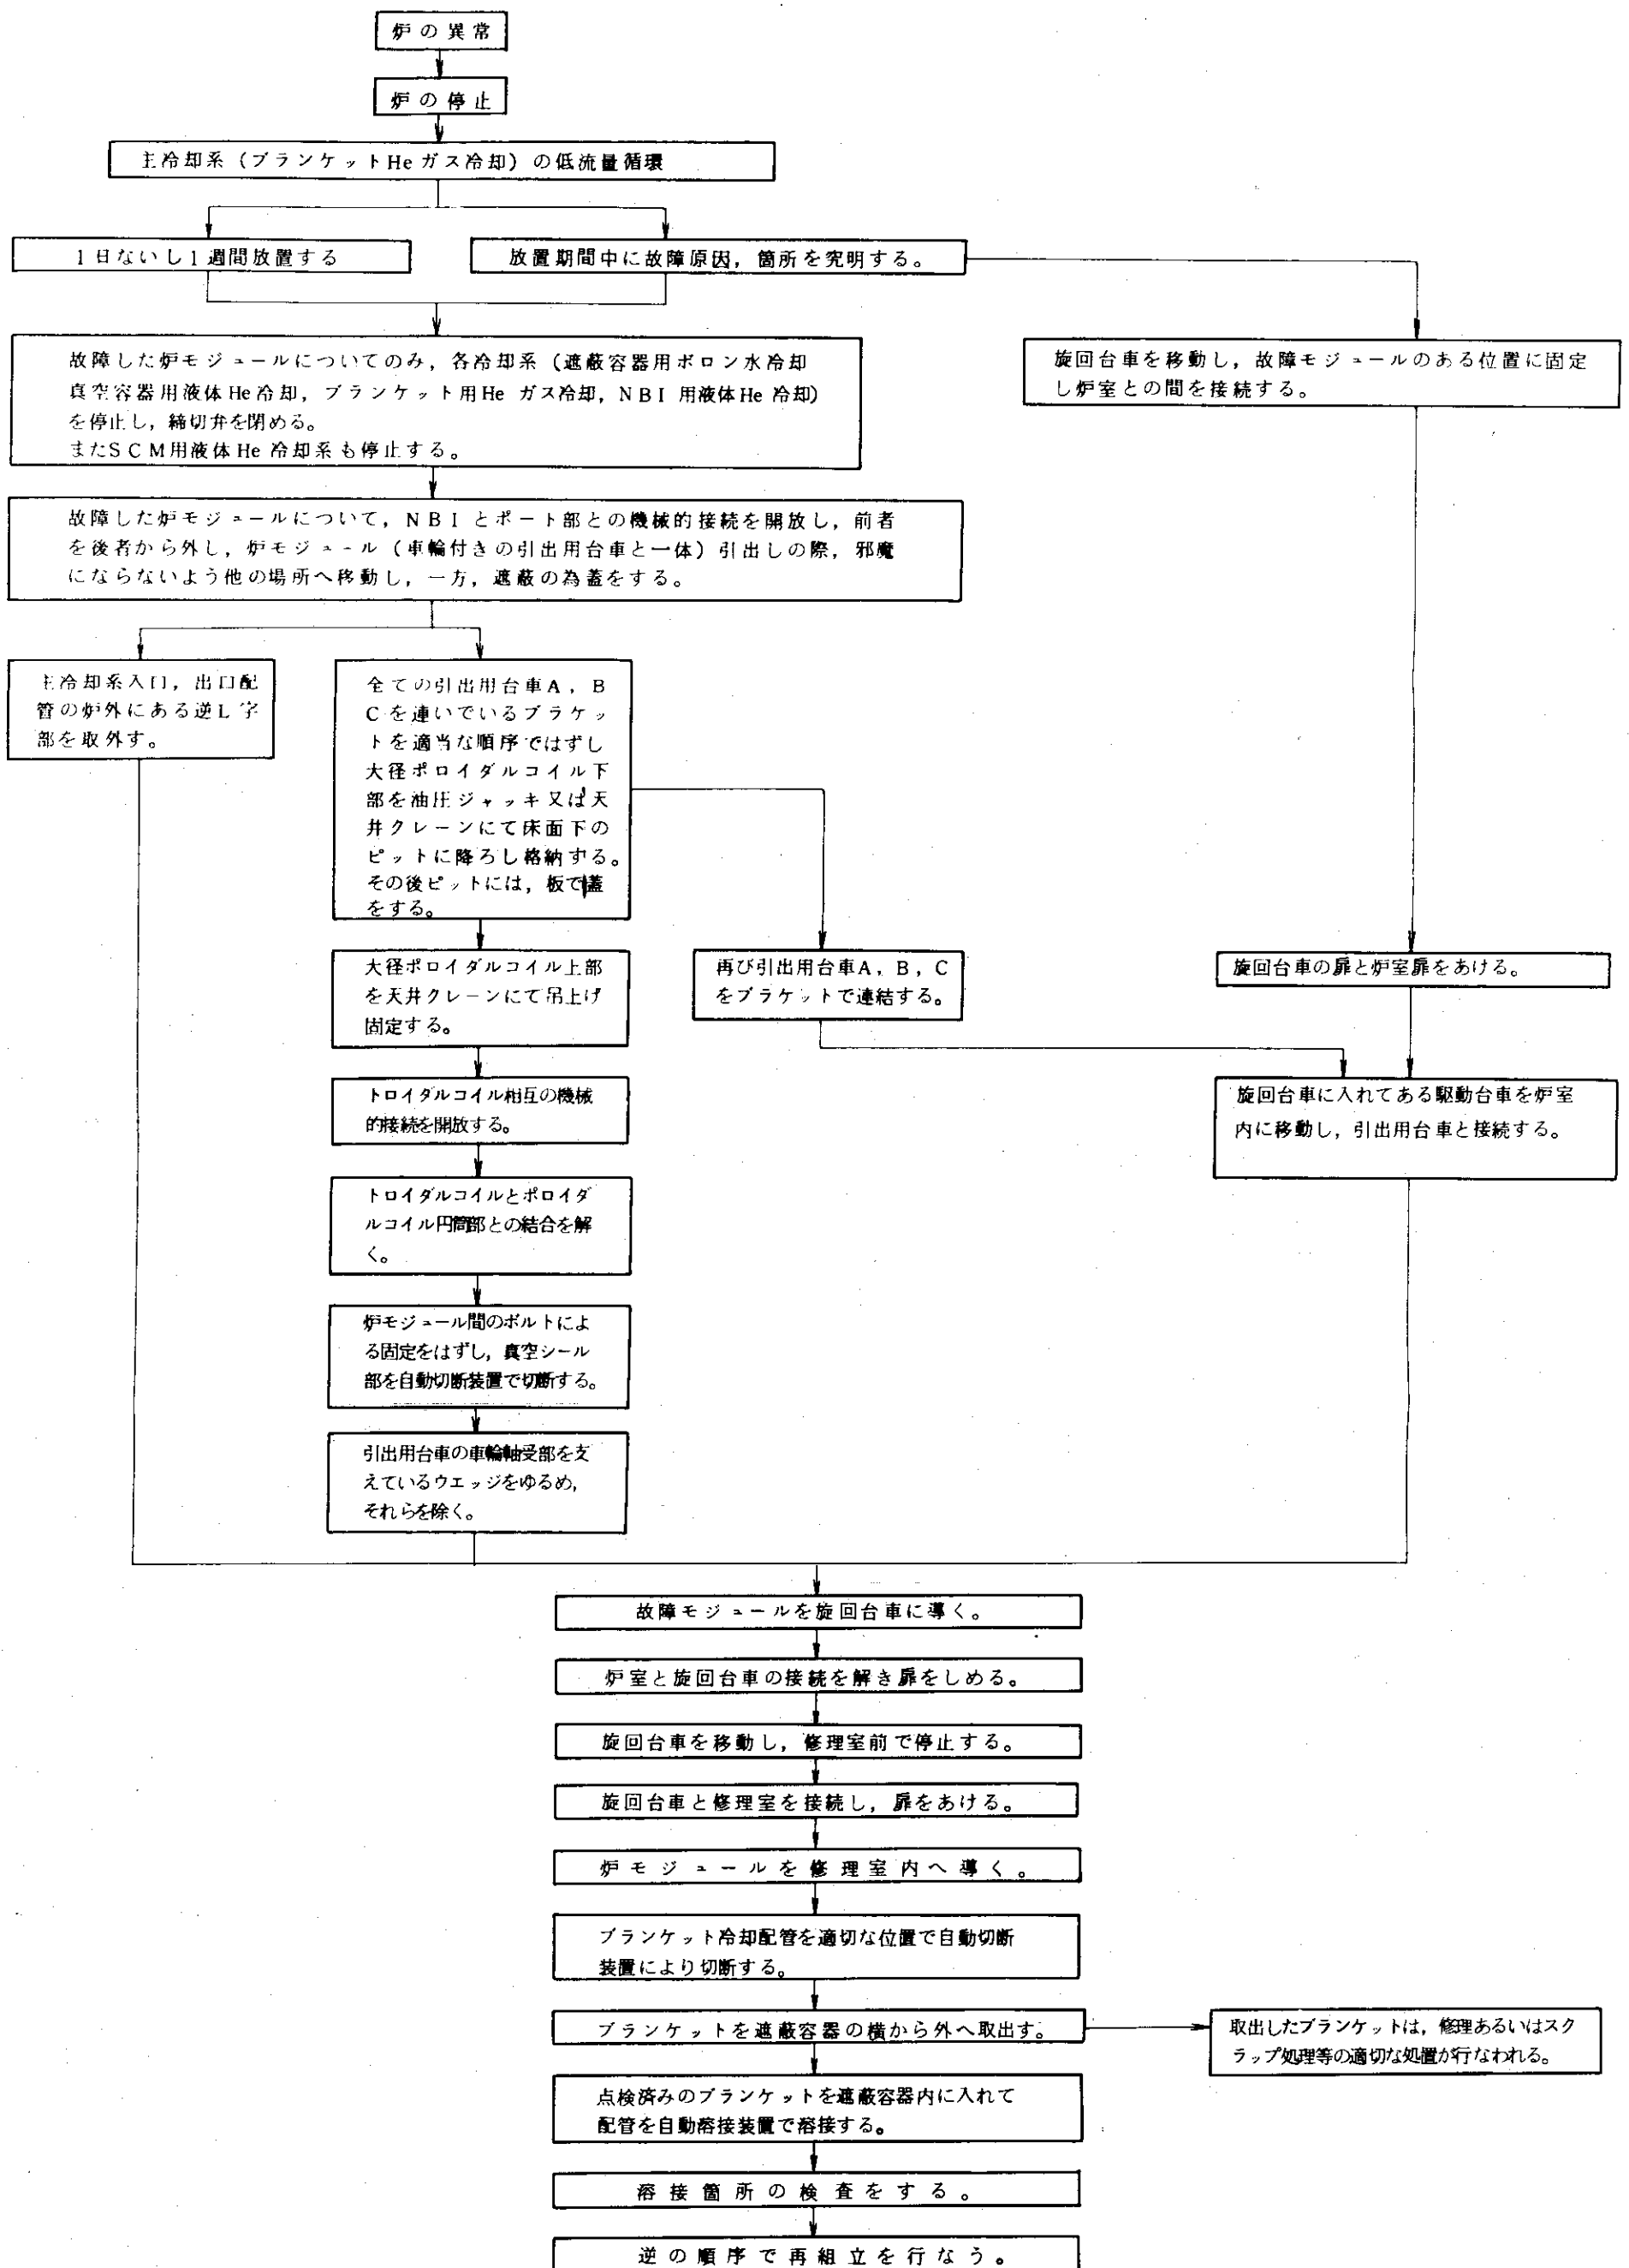 炉の異常
炉の停止
主冷却系（ブランケットHeガス冷却）の低流量循環
1日ないし1週間放置する
放置期間中に故障原因，箇所を究明する。
故障した炉モジュールについてのみ，各冷却系（遮蔽容器用ボロン水冷却
真空容器用液体He冷却，ブランケット用Heガス冷却，NBI用液体He冷却）
を停止し，締切弁を閉める。
またSCM用液体He冷却系も停止する。
旋回台車を移動し，故障モジュールのある位置に固定
し炉室との間を接続する。
故障した炉モジュールについて，NBIとポート部との機械的接続を開放し，前者
を後者から外し，炉モジュール（車輪付きの引出用台車と一体）引出しの際，邪魔
にならないよう他の場所へ移動し，一方，遮蔽の為蓋をする。
主冷却系入口，出口配
管の炉外にある逆L字
部を取外す。
全ての引出用台車A，B
Cを連いでいるブラケッ
トを適当な順序ではずし
大径ポロイダルコイル下
部を油圧ジャッキ又は天
井クレーンにて床面下の
ピットに降ろし格納する。
その後ピットには，板で蓋
をする。
大径ポロイダルコイル上部
を天井クレーンにて吊上げ
固定する。
再び引出用台車A，B，C
をブラケットで連結する。
旋回台車の扉と炉室扉をあける。
トロイダルコイル相互の機械
的接続を開放する。
旋回台車に入れてある駆動台車を炉室
内に移動し，引出用台車と接続する。
トロイダルコイルとポロイダ
ルコイル円筒部との結合を解
く。
炉モジュール間のボルトによ
る固定をはずし，真空シール
部を自動切断装置で切断する。
引出用台車の車輪軸受部を支
えているウエッジをゆるめ，
それらを除く。
故障モジュールを旋回台車に導く。
炉室と旋回台車の接続を解き扉をしめる。
旋回台車を移動し，修理室前で停止する。
旋回台車と修理室を接続し，扉をあける。
炉モジュールを修理室内へ導く。
ブランケット冷却配管を適切な位置で自動切断
装置により切断する。
ブランケットを遮蔽容器の横から外へ取出す。
取出したブランケットは，修理あるいはスク
ラップ処理等の適切な処置が行なわれる。
点検済みのブランケットを遮蔽容器内に入れて
配管を自動溶接装置で溶接する。
溶接箇所の検査をする。
逆の順序で再組立を行なう。